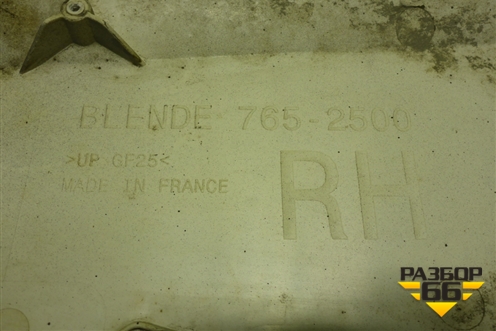 BLENDE 765-2500
>UP GF25<
MADE IN FRANCE
RH
РАЗБОР
66